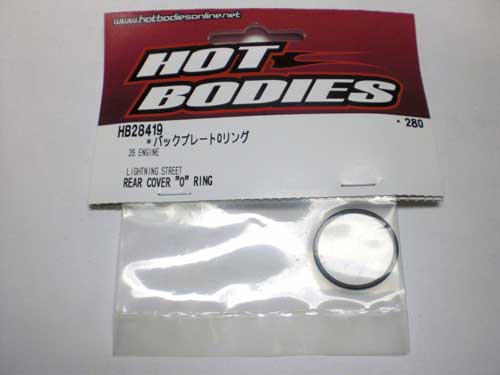 www.hotbodiesonline.net
HOT
BODIES
HB28419
・280
*バックプレートOリング
26 ENGINE
LIGHTNING STREET
REAR COVER "O" RING